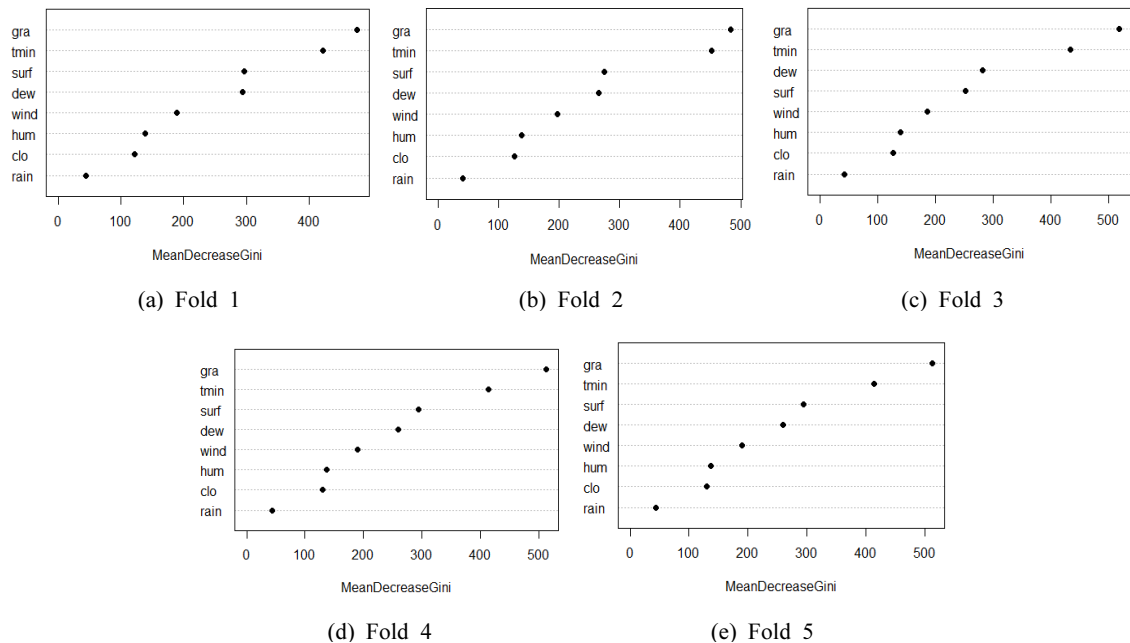 gra
tmin
surf
dew
wind
hum
clo
rain
0 100 200 300 400
MeanDecreaseGini
(a) Fold 1
gra
tmin
surf
dew
wind
hum
clo
rain
0 100 200 300 400 500
MeanDecreaseGini
(b) Fold 2
gra
tmin
dew
surf
wind
hum
clo
rain
0 100 200 300 400 500
MeanDecreaseGini
(c) Fold 3
gra
tmin
surf
dew
wind
hum
clo
rain
0 100 200 300 400 500
MeanDecreaseGini
(d) Fold 4
gra
tmin
surf
dew
wind
hum
clo
rain
0 100 200 300 400 500
MeanDecreaseGini
(e) Fold 5